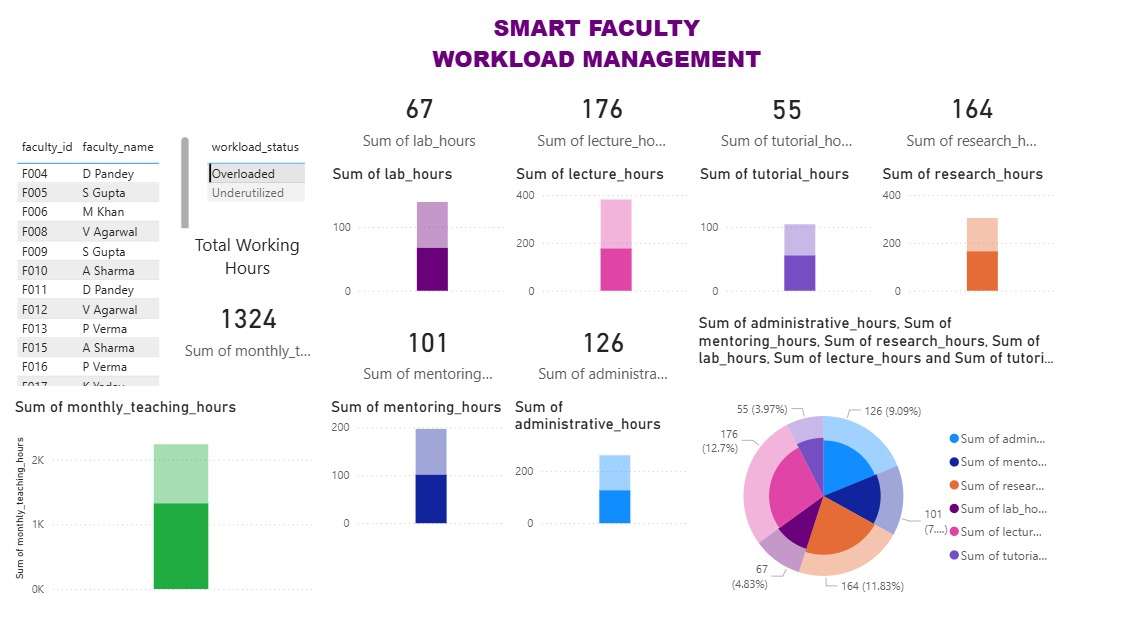 SMART FACULTY
WORKLOAD MANAGEMENT
67
Sum of lab_hours
176
Sum of lecture_ho...
55
Sum of tutorial_ho...
164
Sum of research_h...
faculty_id faculty_name
F004 D Pandey
F005 S Gupta
F006 M Khan
F008 V Agarwal
F009 S Gupta
F010 A Sharma
F011 D Pandey
F012 V Agarwal
F013 P Verma
F015 A Sharma
F016 P Verma
F017 K Yadav
workload_status
Overloaded
Underutilized
Total Working
Hours
1324
Sum of monthly_t...
Sum of lab_hours
100
0
Sum of lecture_hours
400
200
0
Sum of tutorial_hours
100
0
Sum of research_hours
400
200
0
101
Sum of mentoring...
126
Sum of administra...
Sum of monthly_teaching_hours
Sum of monthly_teaching_hours
2K
1K
0K
Sum of mentoring_hours
200
100
0
Sum of
administrative_hours
200
0
Sum of administrative_hours, Sum of
mentoring_hours, Sum of research_hours, Sum of
lab_hours, Sum of lecture_hours and Sum of tutori...
55 (3.97%)
126 (9.09%)
176
(12.7%)
101
(7....)
67
(4.83%)
164 (11.83%)
Sum of admin...
Sum of mento...
Sum of resear...
Sum of lab_ho...
Sum of lectur...
Sum of tutoria...